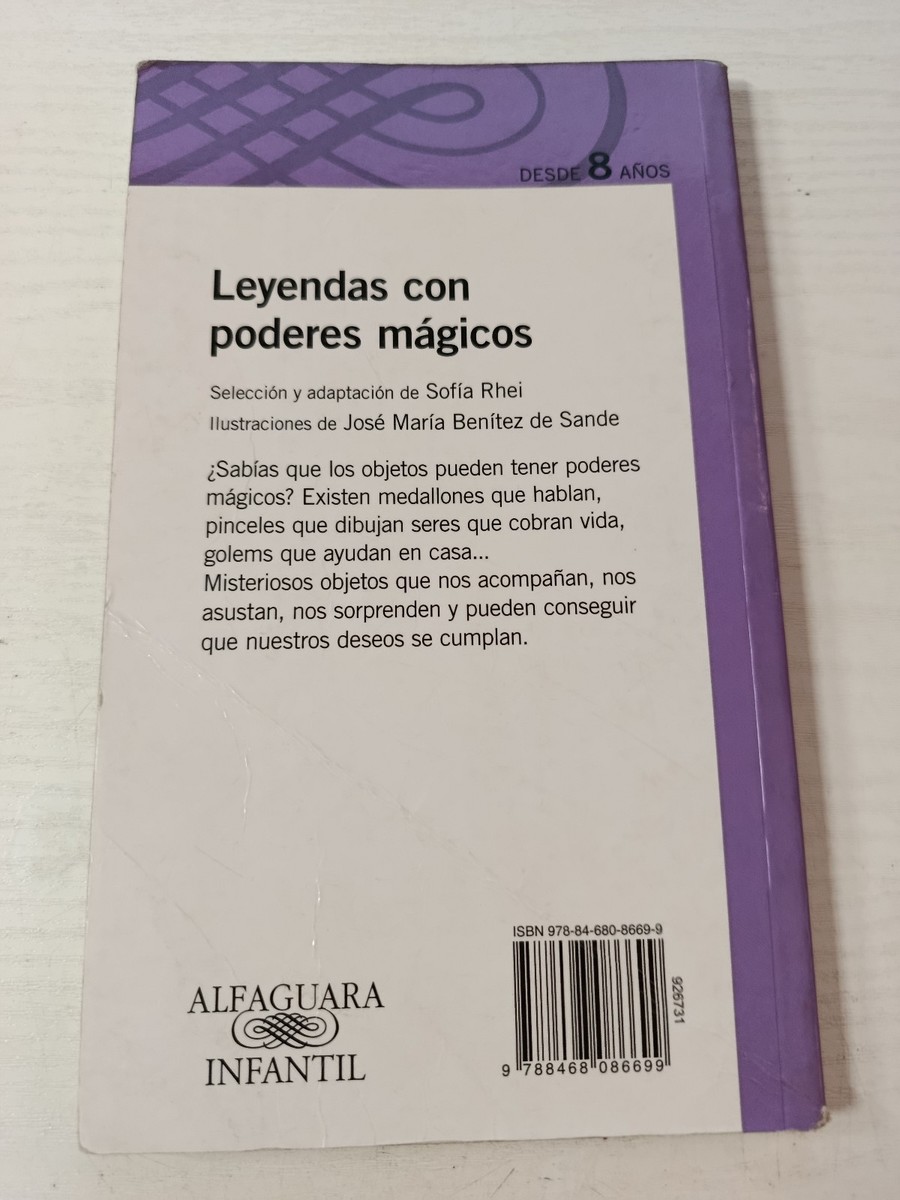 DESDE 8 AÑOS
Leyendas con
poderes mágicos
Selección y adaptación de Sofía Rhei
Ilustraciones de José María Benítez de Sande
¿Sabías que los objetos pueden tener poderes
mágicos? Existen medallones que hablan,
pinceles que dibujan seres que cobran vida,
golems que ayudan en casa...
Misteriosos objetos que nos acompañan, nos
asustan, nos sorprenden y pueden conseguir
que nuestros deseos se cumplan.
ALFAGUARA
INFANTIL
ISBN 978-84-680-8669-9
926731
9 788468 086699